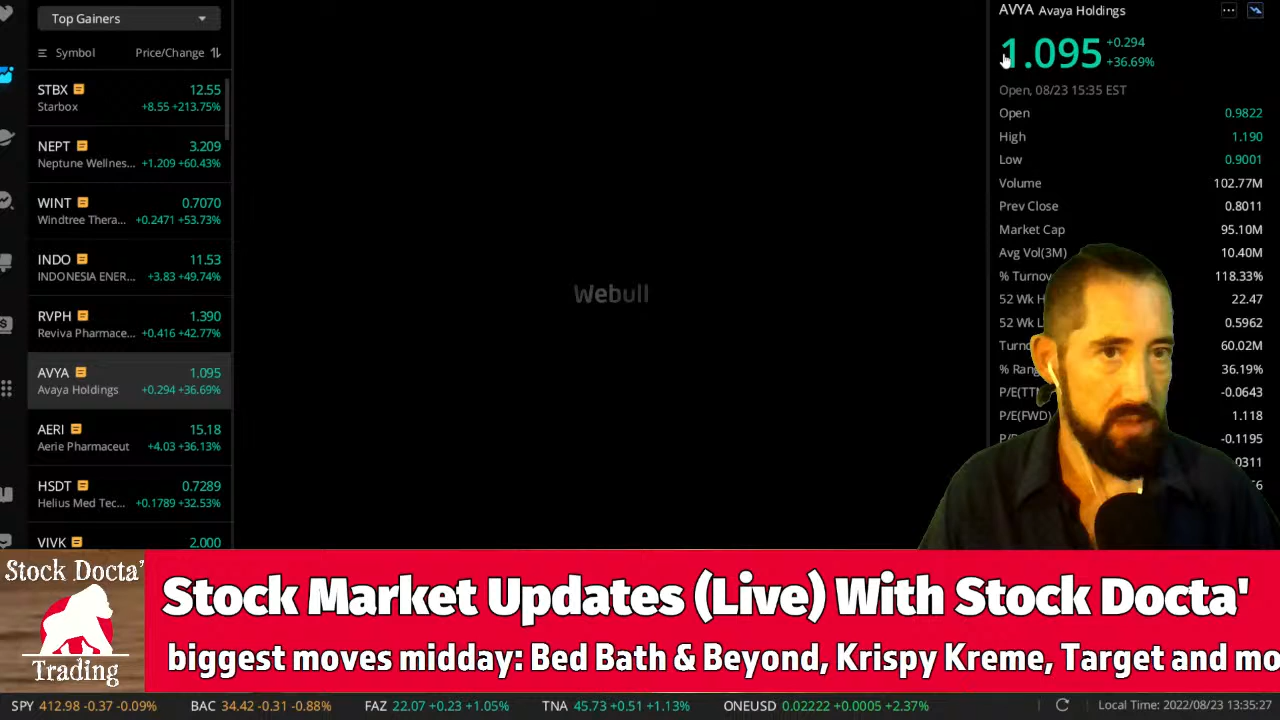 Top Gainers
Symbol Price/Change
STBX 12.55
Starbox +8.55 +213.75%
NEPT 3.209
Neptune Wellnes... +1.209 +60.43%
WINT 0.7070
Windtree Thera... +0.2471 +53.73%
INDO 11.53
INDONESIA ENER... +3.83 +49.74%
RVPH 1.390
Reviva Pharmace... +0.416 +42.77%
AVYA 1.095
Avaya Holdings +0.294 +36.69%
AERI 15.18
Aerie Pharmaceut +4.03 +36.13%
HSDT 0.7289
Helius Med Tec... +0.1789 +32.53%
VIVK 2.000
Webull
AVYA Avaya Holdings
1.095 +0.294
+36.69%
Open, 08/23 15:35 EST
Open 0.9822
High 1.190
Low 0.9001
Volume 102.77M
Prev Close 0.8011
Market Cap 95.10M
Avg Vol(3M) 10.40M
% Turnov 118.33%
52 Wk H 22.47
52 Wk L 0.5962
Turno 60.02M
% Rang 36.19%
P/E(TT -0.0643
P/E(FWD) 1.118
-0.1195
0311
Stock Docta'
Trading
Stock Market Updates (Live) With Stock Docta'
biggest moves midday: Bed Bath & Beyond, Krispy Kreme, Target and mo
SPY 412.98 -0.37 -0.09% BAC 34.42 -0.31 -0.88% FAZ 22.07 +0.23 +1.05% TNA 45.73 +0.51 +1.13% ONEUSD 0.02222 +0.0005 +2.37% Local Time: 2022/08/23 13:35:27